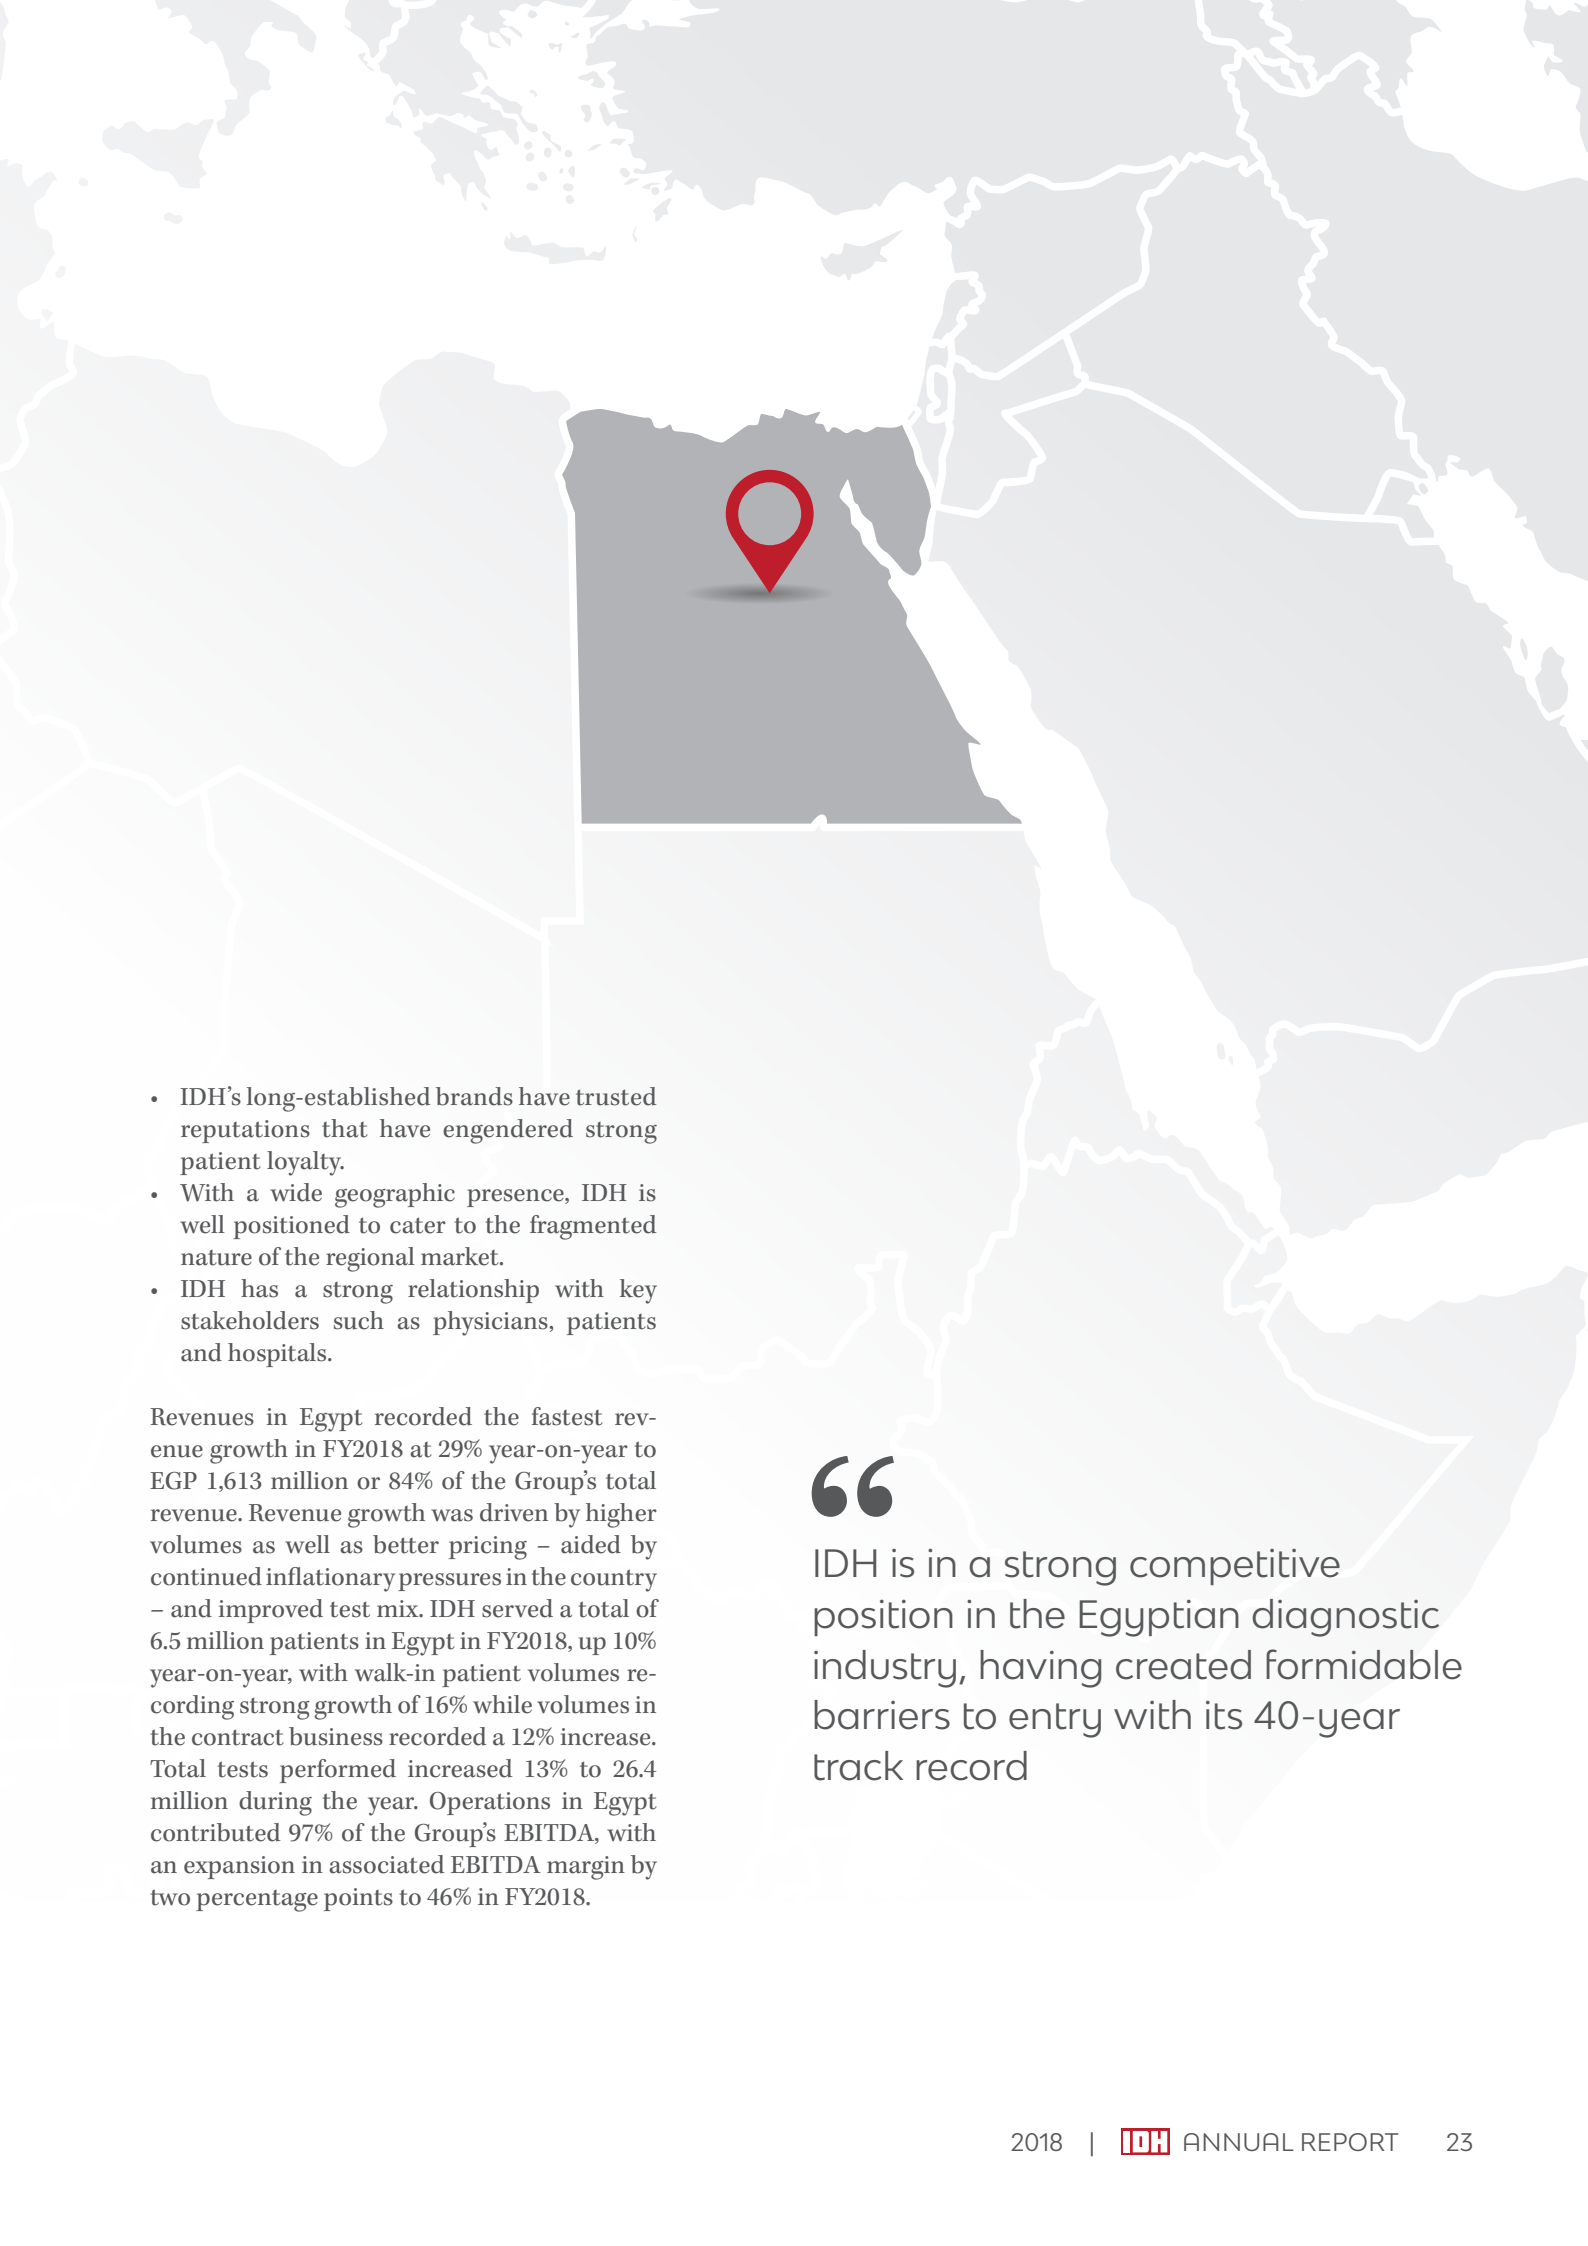 • IDH’s long-established brands have trusted
reputations that have engendered strong
patient loyalty.
• With a wide geographic presence, IDH is
well positioned to cater to the fragmented
nature of the regional market.
• IDH has a strong relationship with key
stakeholders such as physicians, patients
and hospitals.
Revenues in Egypt recorded the fastest rev-
enue growth in FY2018 at 29% year-on-year to
EGP 1,613 million or 84% of the Group’s total
revenue. Revenue growth was driven by higher
volumes as well as better pricing – aided by
continued inflationary pressures in the country
– and improved test mix. IDH served a total of
6.5 million patients in Egypt in FY2018, up 10%
year-on-year, with walk-in patient volumes re-
cording strong growth of 16% while volumes in
the contract business recorded a 12% increase.
Total tests performed increased 13% to 26.4
million during the year. Operations in Egypt
contributed 97% of the Group’s EBITDA, with
an expansion in associated EBITDA margin by
two percentage points to 46% in FY2018.
“
IDH is in a strong competitive
position in the Egyptian diagnostic
industry, having created formidable
barriers to entry with its 40-year
track record
2018 | IDH ANNUAL REPORT 23